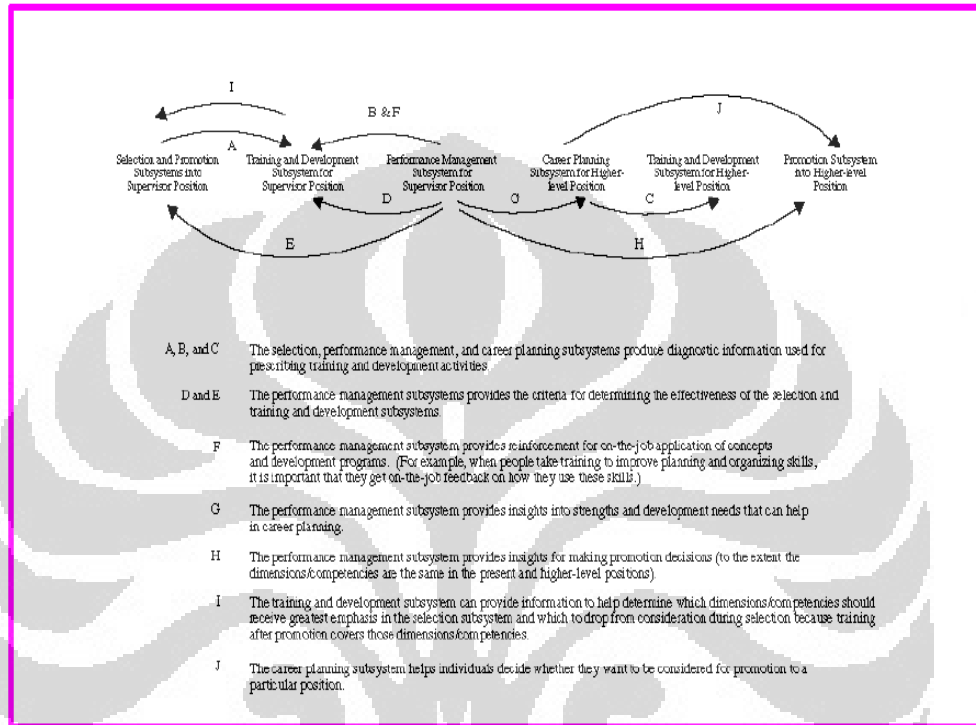 I
B & F
J
A
Selection and Promotion
Subsystems into
Supervisor Position
Training and Development
Subsystem for
Supervisor Position
Performance Management
Subsystem for
Supervisor Position
Career Planning
Subsystem for Higher-
level Position
Training and Development
Subsystem for Higher-
level Position
Promotion Subsystem
into Higher-level
Position
D
G
C
E
H
A, B, and C The selection, performance management, and career planning subsystems produce diagnostic information used for
prescribing training and development activities.
D and E The performance management subsystems provides the criteria for determining the effectiveness of the selection and
training and development subsystems.
F The performance management subsystem provides reinforcement for on-the-job application of concepts
and development programs. (For example, when people take training to improve planning and organizing skills,
it is important that they get on-the-job feedback on how they use these skills.)
G The performance management subsystem provides insights into strengths and development needs that can help
in career planning.
H The performance management subsystem provides insights for making promotion decisions (to the extent the
dimensions/competencies are the same in the present and higher-level positions).
I The training and development subsystem can provide information to help determine which dimensions/competencies should
receive greatest emphasis in the selection subsystem and which to drop from consideration during selection because training
after promotion covers those dimensions/competencies.
J The career planning subsystem helps individuals decide whether they want to be considered for promotion to a
particular position.